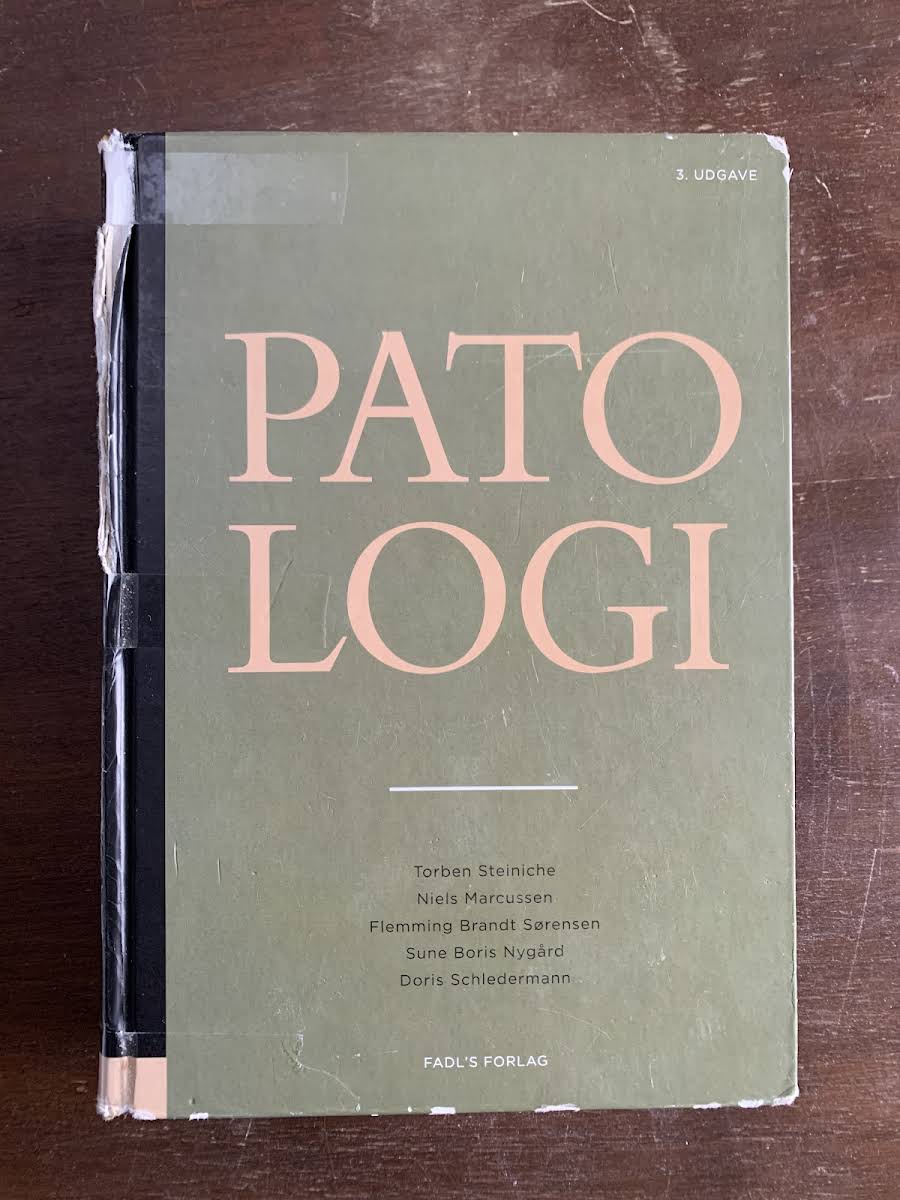 3. UDGAVE
PATO
LOGI
Torben Steiniche
Niels Marcussen
Flemming Brandt Sørensen
Sune Boris Nygård
Doris Schledermann
FADL'S FORLAG